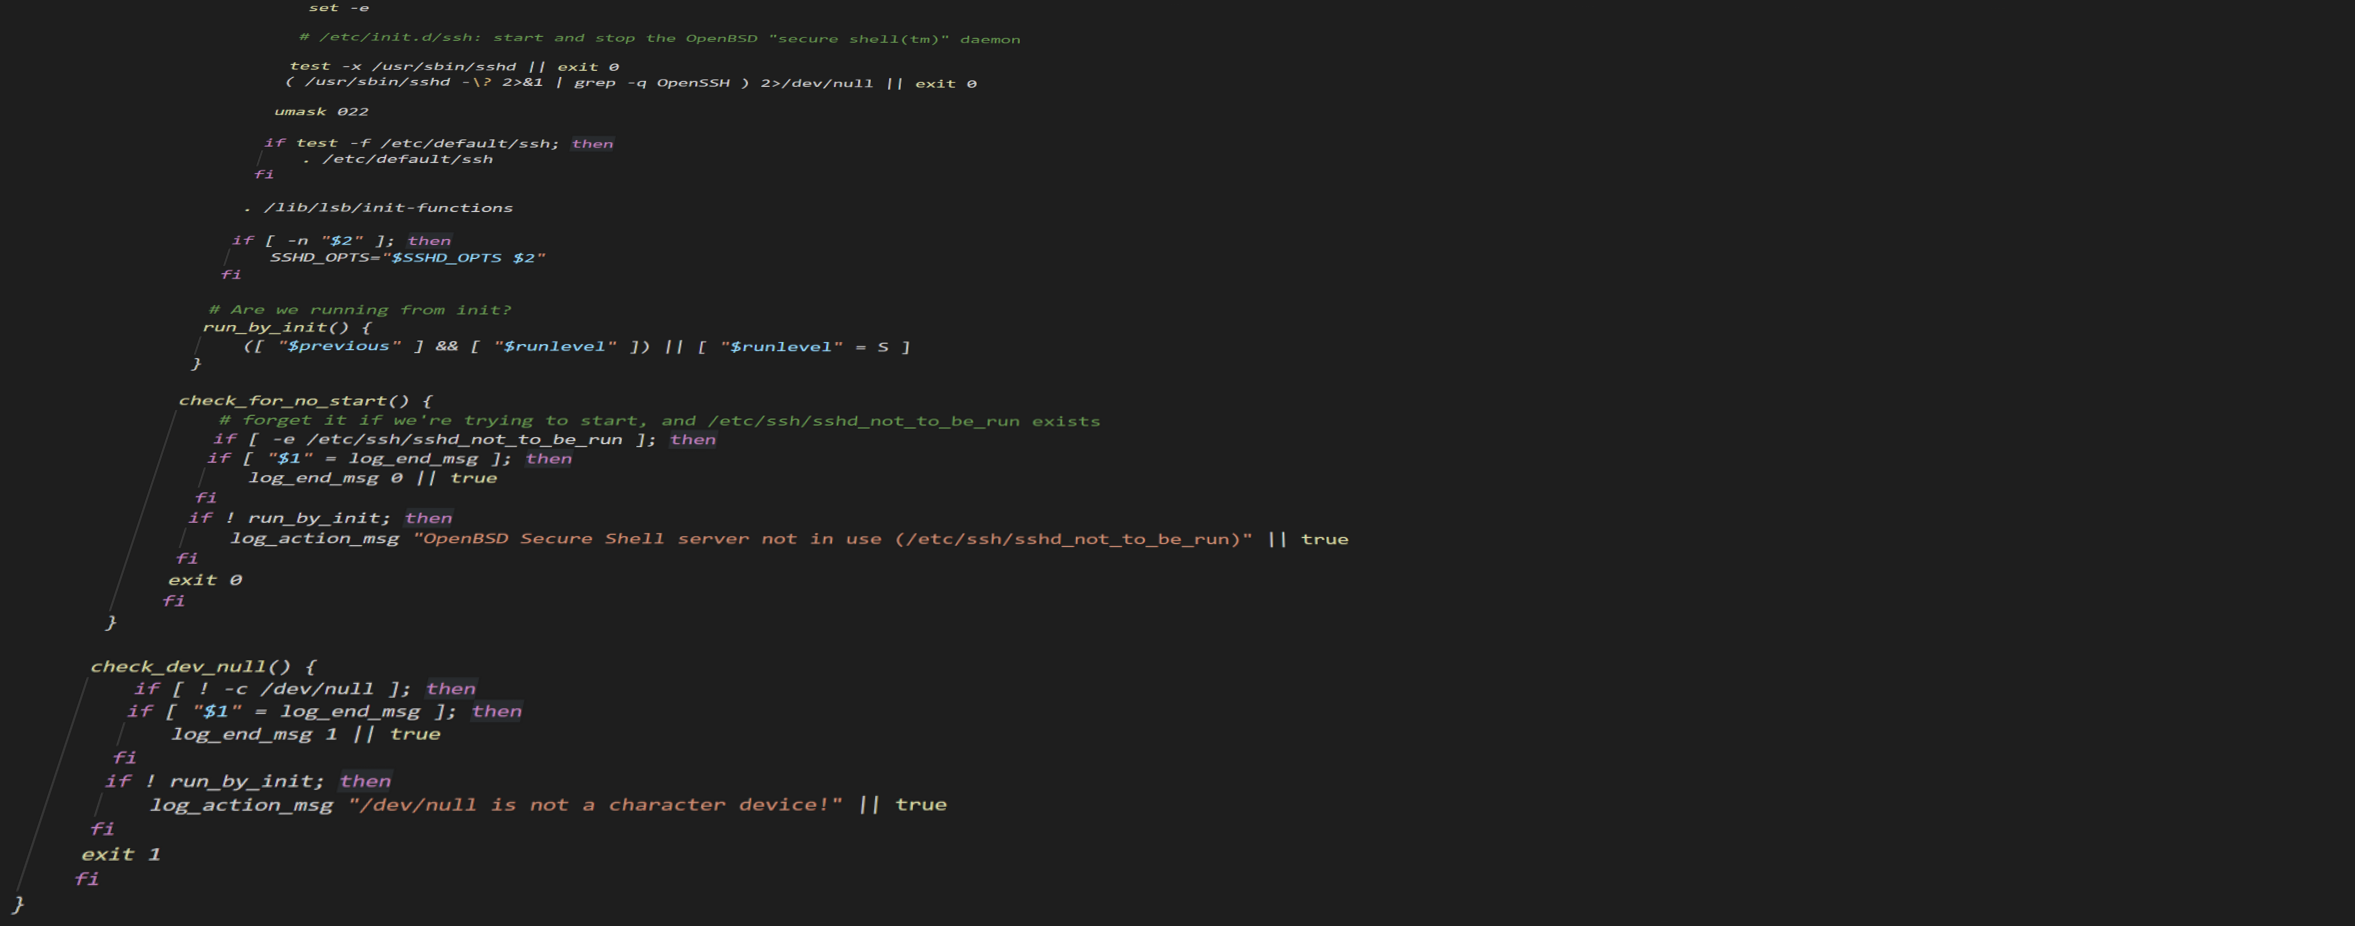 set -e
# /etc/init.d/ssh: start and stop the OpenBSD "secure shell(tm)" daemon
test -x /usr/sbin/sshd || exit 0
( /usr/sbin/sshd -\? 2>&1 | grep -q OpenSSH ) 2>/dev/null || exit 0
umask 022
if test -f /etc/default/ssh; then
. /etc/default/ssh
fi
. /lib/lsb/init-functions
if [ -n "$2" ]; then
SSHD_OPTS="$SSHD_OPTS $2"
fi
# Are we running from init?
run_by_init() {
([ "$previous" ] && [ "$runlevel" ]) || [ "$runlevel" = S ]
}
check_for_no_start() {
# forget it if we're trying to start, and /etc/ssh/sshd_not_to_be_run exists
if [ -e /etc/ssh/sshd_not_to_be_run ]; then
if [ "$1" = log_end_msg ]; then
log_end_msg 0 || true
fi
if ! run_by_init; then
log_action_msg "OpenBSD Secure Shell server not in use (/etc/ssh/sshd_not_to_be_run)" || true
fi
exit 0
fi
}
check_dev_null() {
if [ ! -c /dev/null ]; then
if [ "$1" = log_end_msg ]; then
log_end_msg 1 || true
fi
if ! run_by_init; then
log_action_msg "/dev/null is not a character device!" || true
fi
exit 1
fi
}